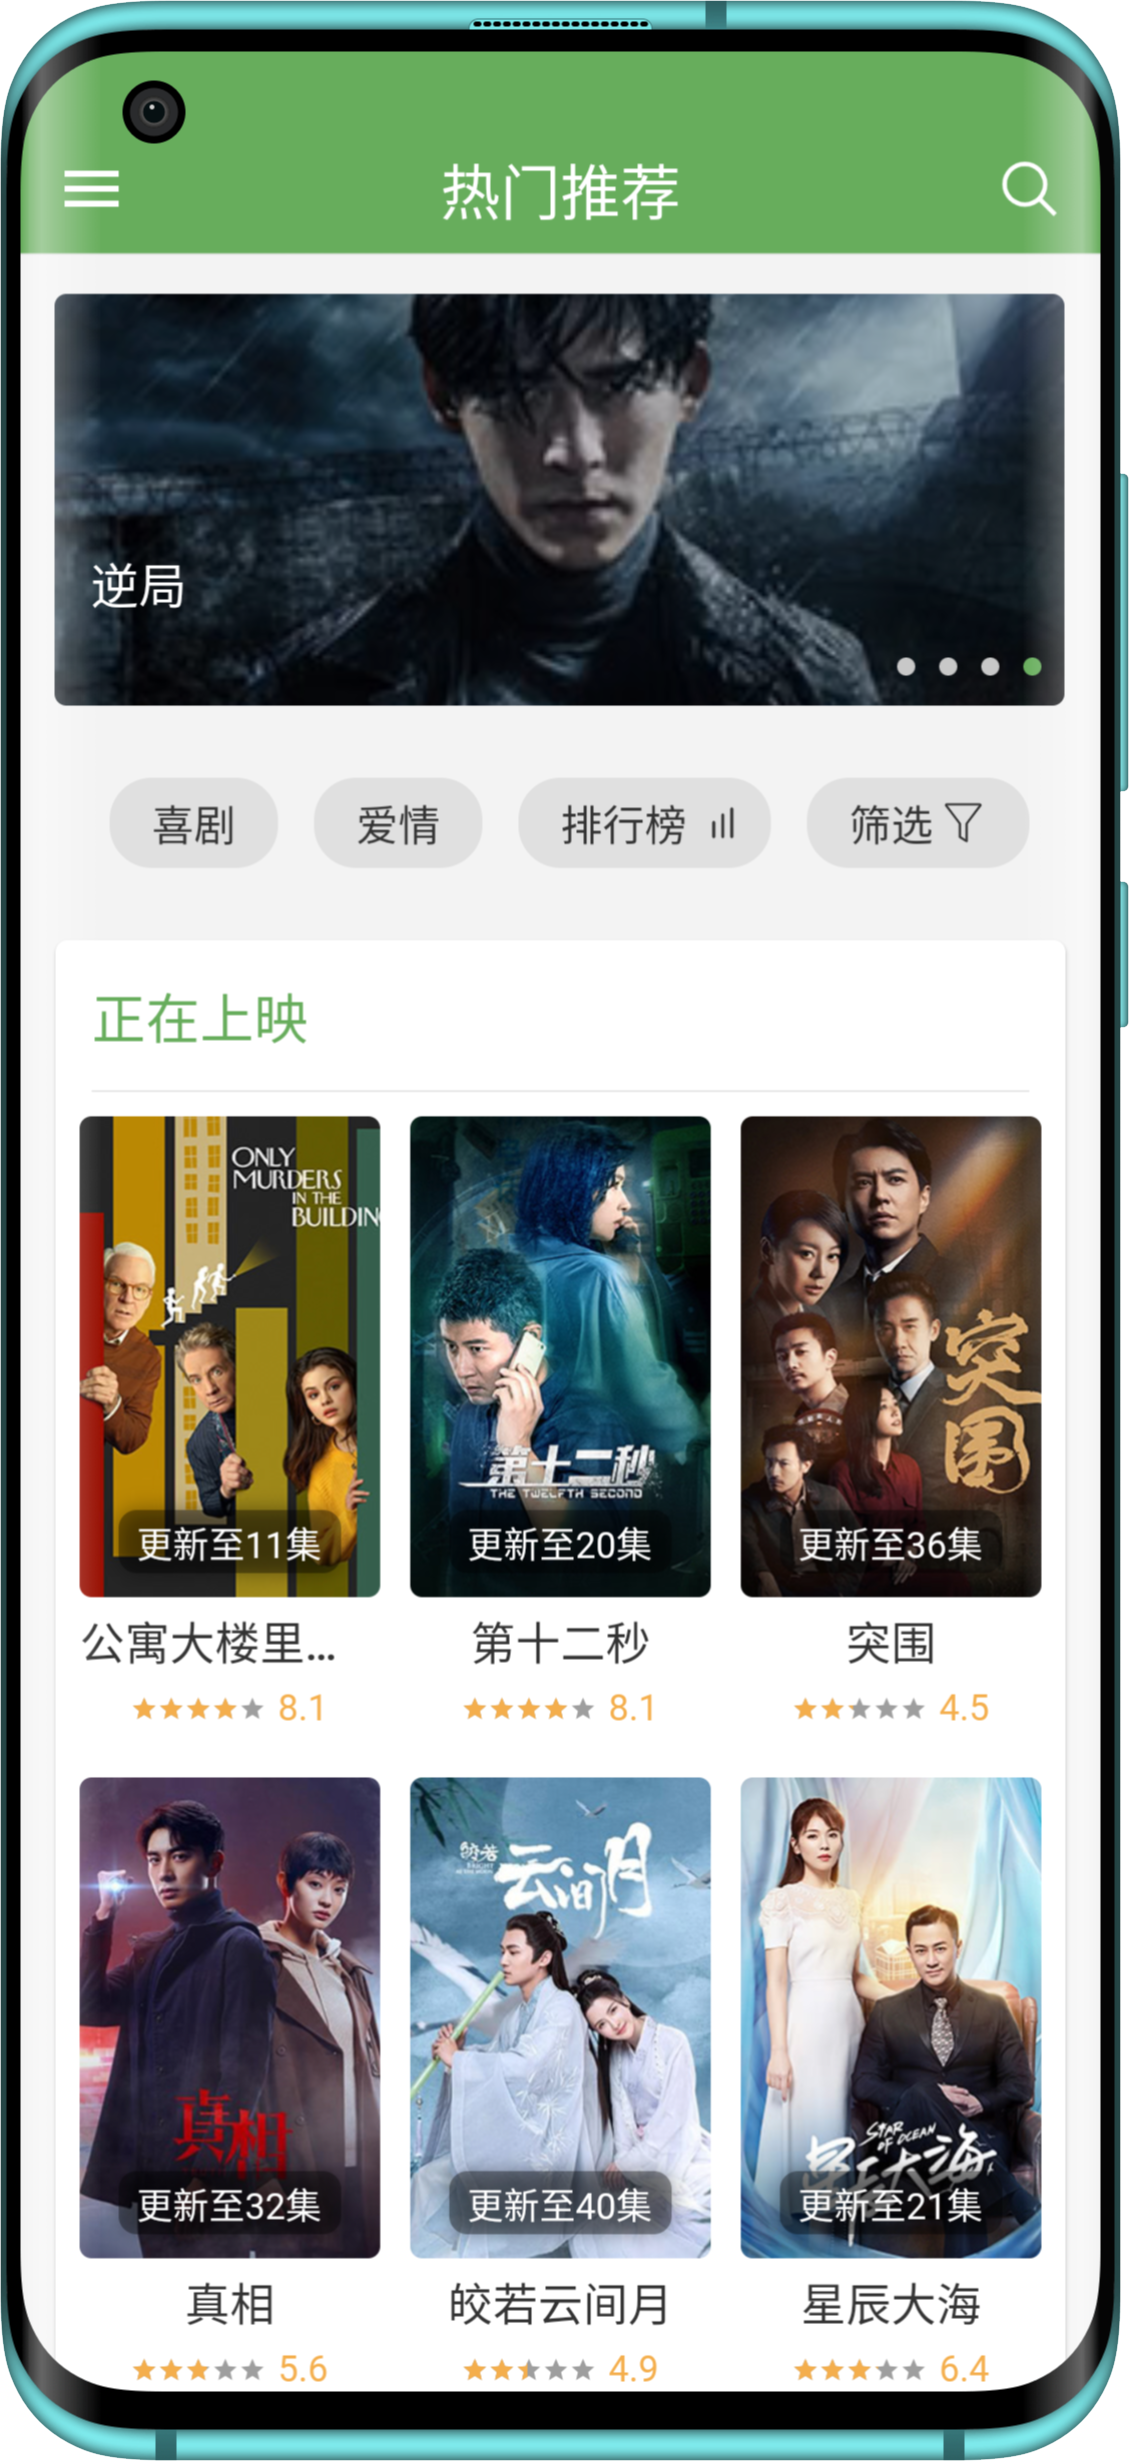 热门推荐
逆局
喜剧
爱情
排行榜
筛选
正在上映
ONLY
MURDERS
IN THE
BUILDIN
更新至11集
第十二秒
THE TWELFTH SECOND
更新至20集
突
围
更新至36集
公寓大楼里...
第十二秒
突围
8.1
8.1
4.5
真相
更新至32集
皎若
云间月
更新至40集
STAR
OF OCEAN
星辰大海
更新至21集
真相
皎若云间月
星辰大海
5.6
4.9
6.4